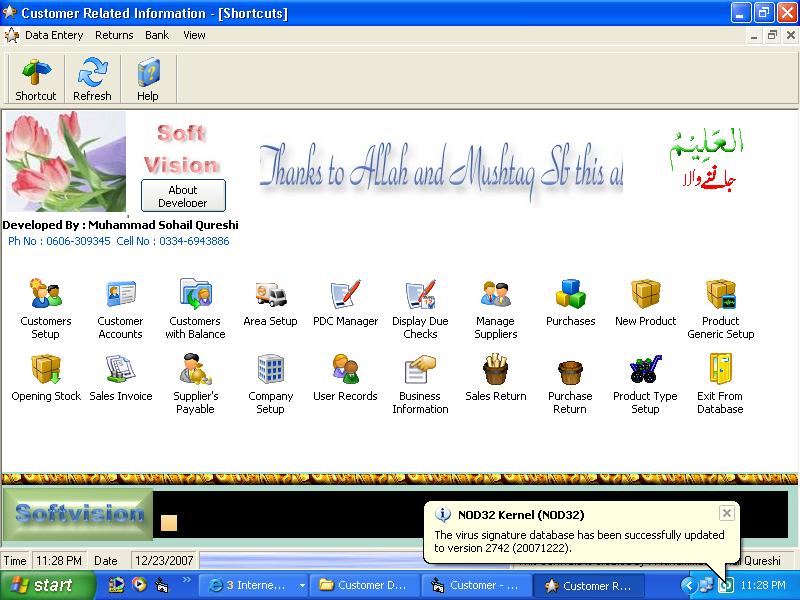 Customer Related Information - [Shortcuts]
Data Entery Returns Bank View
Shortcut Refresh Help
Soft
Vision
About
Developer
Thanks to Allah and Mushtaq Sb this al
العَلِيمُ
جاننے والا
Developed By : Muhammad Sohail Qureshi
Ph No : 0606-309345 Cell No : 0334-6943886
Customers
Setup
Customer
Accounts
Customers
with Balance
Area Setup
PDC Manager
Display Due
Checks
Manage
Suppliers
Purchases
New Product
Product
Generic Setup
Opening Stock
Sales Invoice
Supplier's
Payable
Company
Setup
User Records
Business
Information
Sales Return
Purchase
Return
Product Type
Setup
Exit From
Database
Softvision
NOD32 Kernel (NOD32)
The virus signature database has been successfully updated
to version 2742 (20071222).
Time 11:28 PM Date 12/23/2007
Qureshi
start
3 Interne...
Customer D...
Customer - ...
Customer R...
11:28 PM